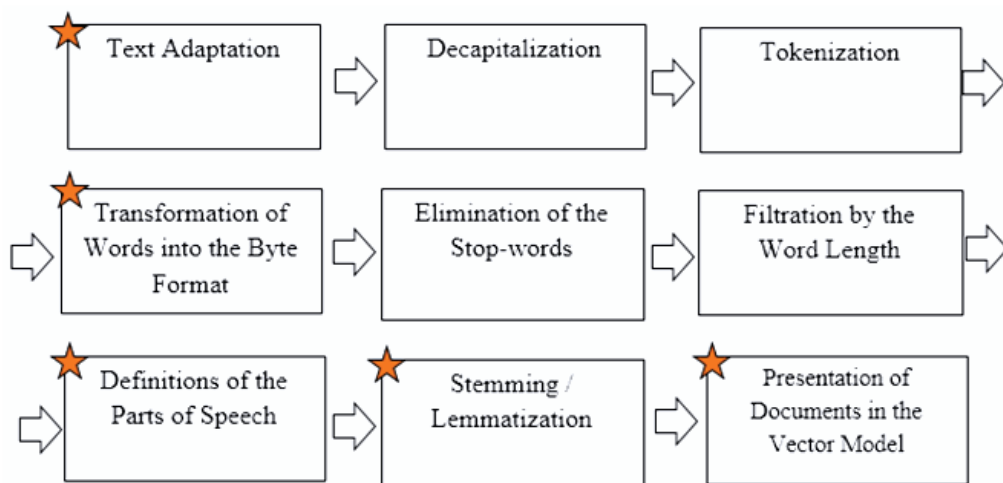 Text Adaptation
Decapitalization
Tokenization
Transformation of
Words into the Byte
Format
Elimination of the
Stop-words
Filtration by the
Word Length
Definitions of the
Parts of Speech
Stemming /
Lemmatization
Presentation of
Documents in the
Vector Model